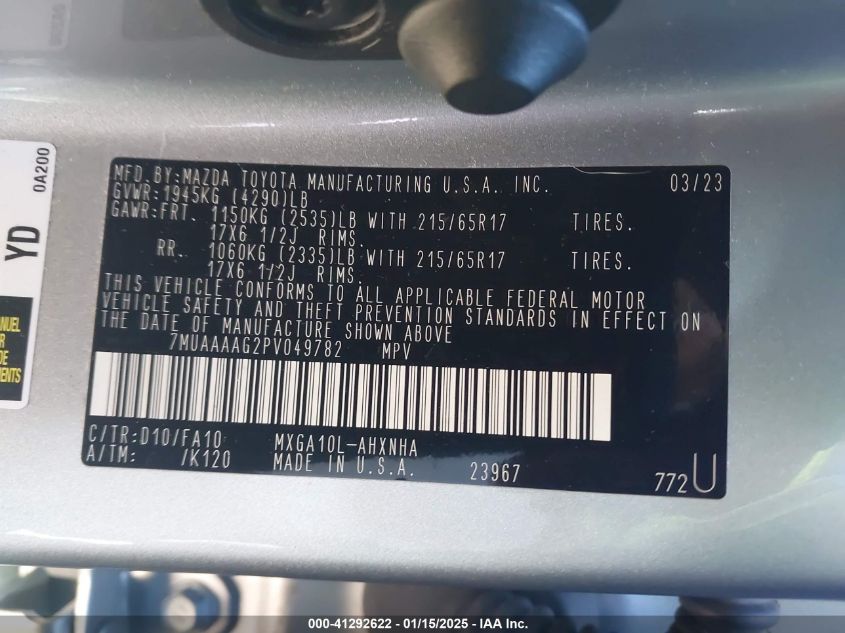 MFD.BY:MAZDA TOYOTA MANUFACTURING U.S.A. INC. 03/23
GVWR:1945KG (4290)LB
GAWR:FRT. 1150KG (2535)LB WITH 215/65R17 TIRES.
17X6 1/2J RIMS.
RR. 1060KG (2335)LB WITH 215/65R17 TIRES.
17X6 1/2J RIMS.
THIS VEHICLE CONFORMS TO ALL APPLICABLE FEDERAL MOTOR
VEHICLE SAFETY AND THEFT PREVENTION STANDARDS IN EFFECT ON
THE DATE OF MANUFACTURE SHOWN ABOVE
7MUAAAAG2PV049782 MPV
C/TR:D10/FA10 MXGA10L-AHXNHA
A/TM: /K120 MADE IN U.S.A. 23967
772U
0A200
YD
000-41292622 - 01/15/2025 - IAA Inc.